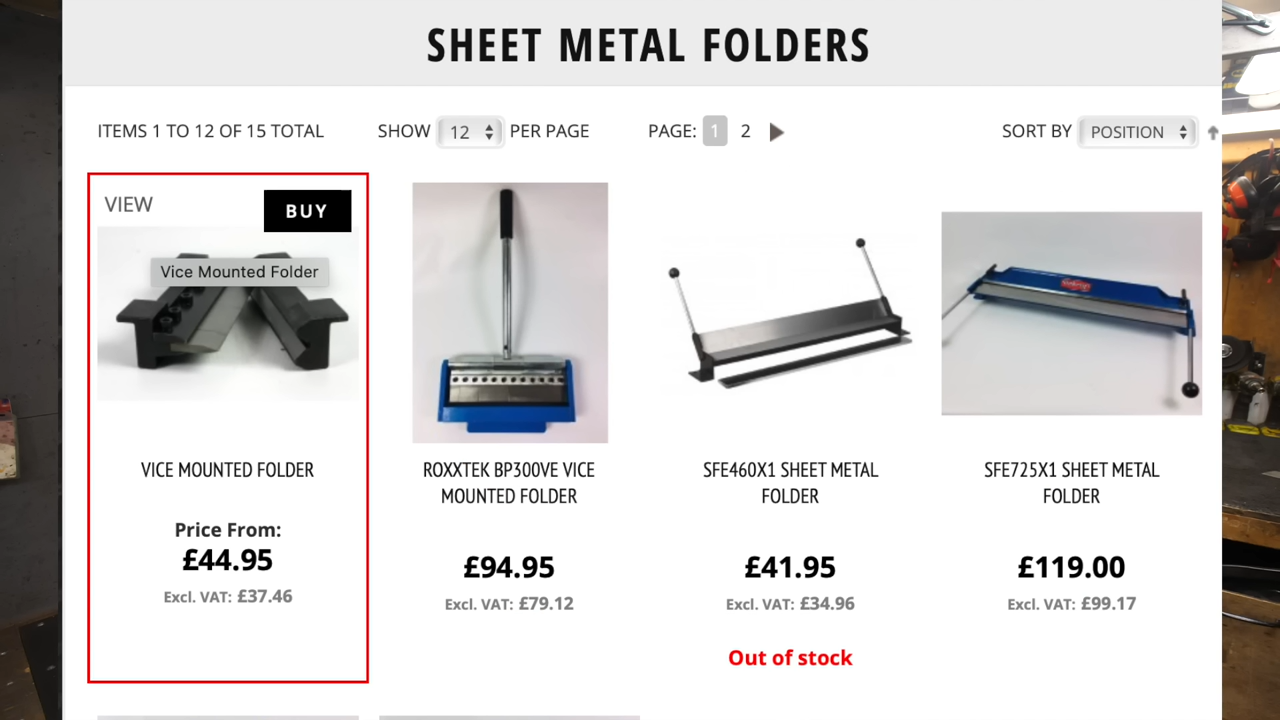 SHEET METAL FOLDERS
ITEMS 1 TO 12 OF 15 TOTAL
SHOW 12 PER PAGE
PAGE: 1 2
SORT BY POSITION
VIEW
BUY
Vice Mounted Folder
VICE MOUNTED FOLDER
Price From:
£44.95
Excl. VAT: £37.46
ROXXTEK BP300VE VICE
MOUNTED FOLDER
£94.95
Excl. VAT: £79.12
SFE460X1 SHEET METAL
FOLDER
£41.95
Excl. VAT: £34.96
Out of stock
SFE725X1 SHEET METAL
FOLDER
£119.00
Excl. VAT: £99.17